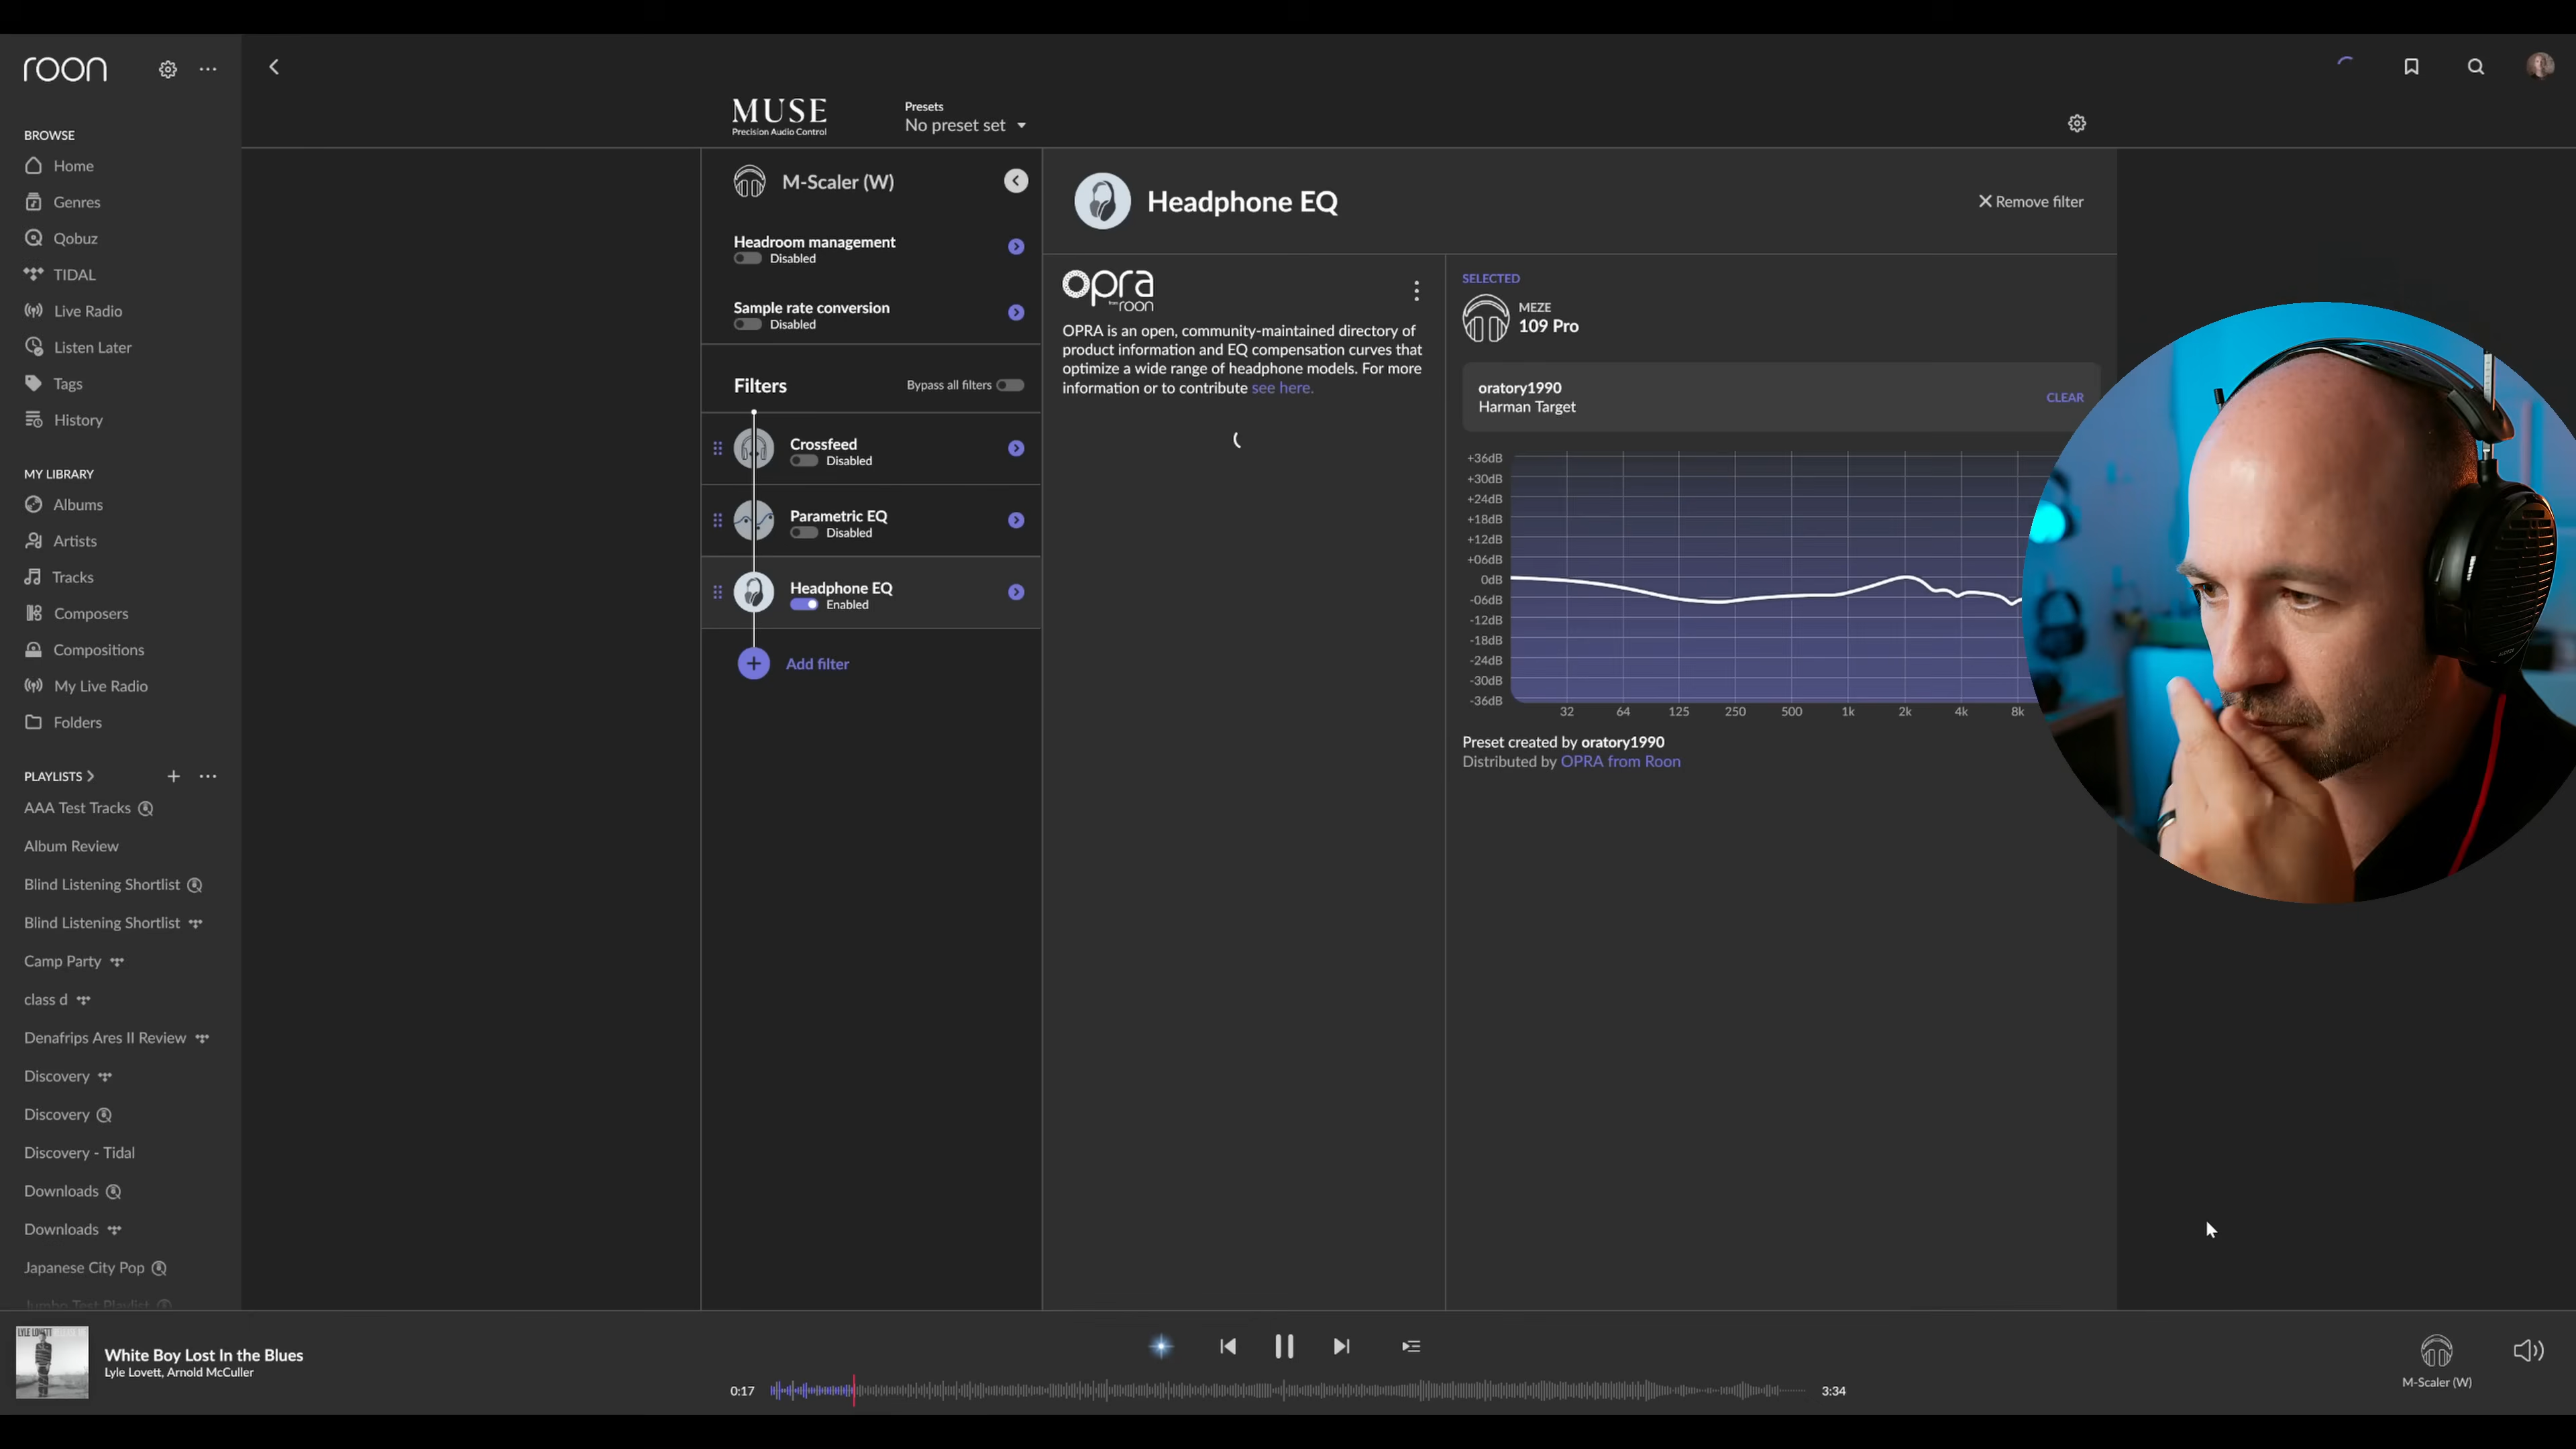 roon
BROWSE
Home
Genres
Qobuz
TIDAL
Live Radio
Listen Later
Tags
History
MY LIBRARY
Albums
Artists
Tracks
Composers
Compositions
My Live Radio
Folders
PLAYLISTS
AAA Test Tracks
Album Review
Blind Listening Shortlist
Blind Listening Shortlist
Camp Party
class d
Denafrips Ares II Review
Discovery
Discovery
Discovery - Tidal
Downloads
Downloads
Japanese City Pop
Jumbo Test Playlist
MUSE
Precision Audio Control
Presets
No preset set
M-Scaler (W)
Headroom management
Disabled
Sample rate conversion
Disabled
Filters
Bypass all filters
Crossfeed
Disabled
Parametric EQ
Disabled
Headphone EQ
Enabled
Add filter
Headphone EQ
Remove filter
opra
from roon
OPRA is an open, community-maintained directory of
product information and EQ compensation curves that
optimize a wide range of headphone models. For more
information or to contribute see here.
SELECTED
MEZE
109 Pro
oratory1990
Harman Target
CLEAR
+36dB
+30dB
+24dB
+18dB
+12dB
+06dB
0dB
-06dB
-12dB
-18dB
-24dB
-30dB
-36dB
32 64 125 250 500 1k 2k 4k 8k
Preset created by oratory1990
Distributed by OPRA from Roon
LYLE LOVETT
White Boy Lost In the Blues
Lyle Lovett, Arnold McCuller
0:17
3:34
M-Scaler (W)